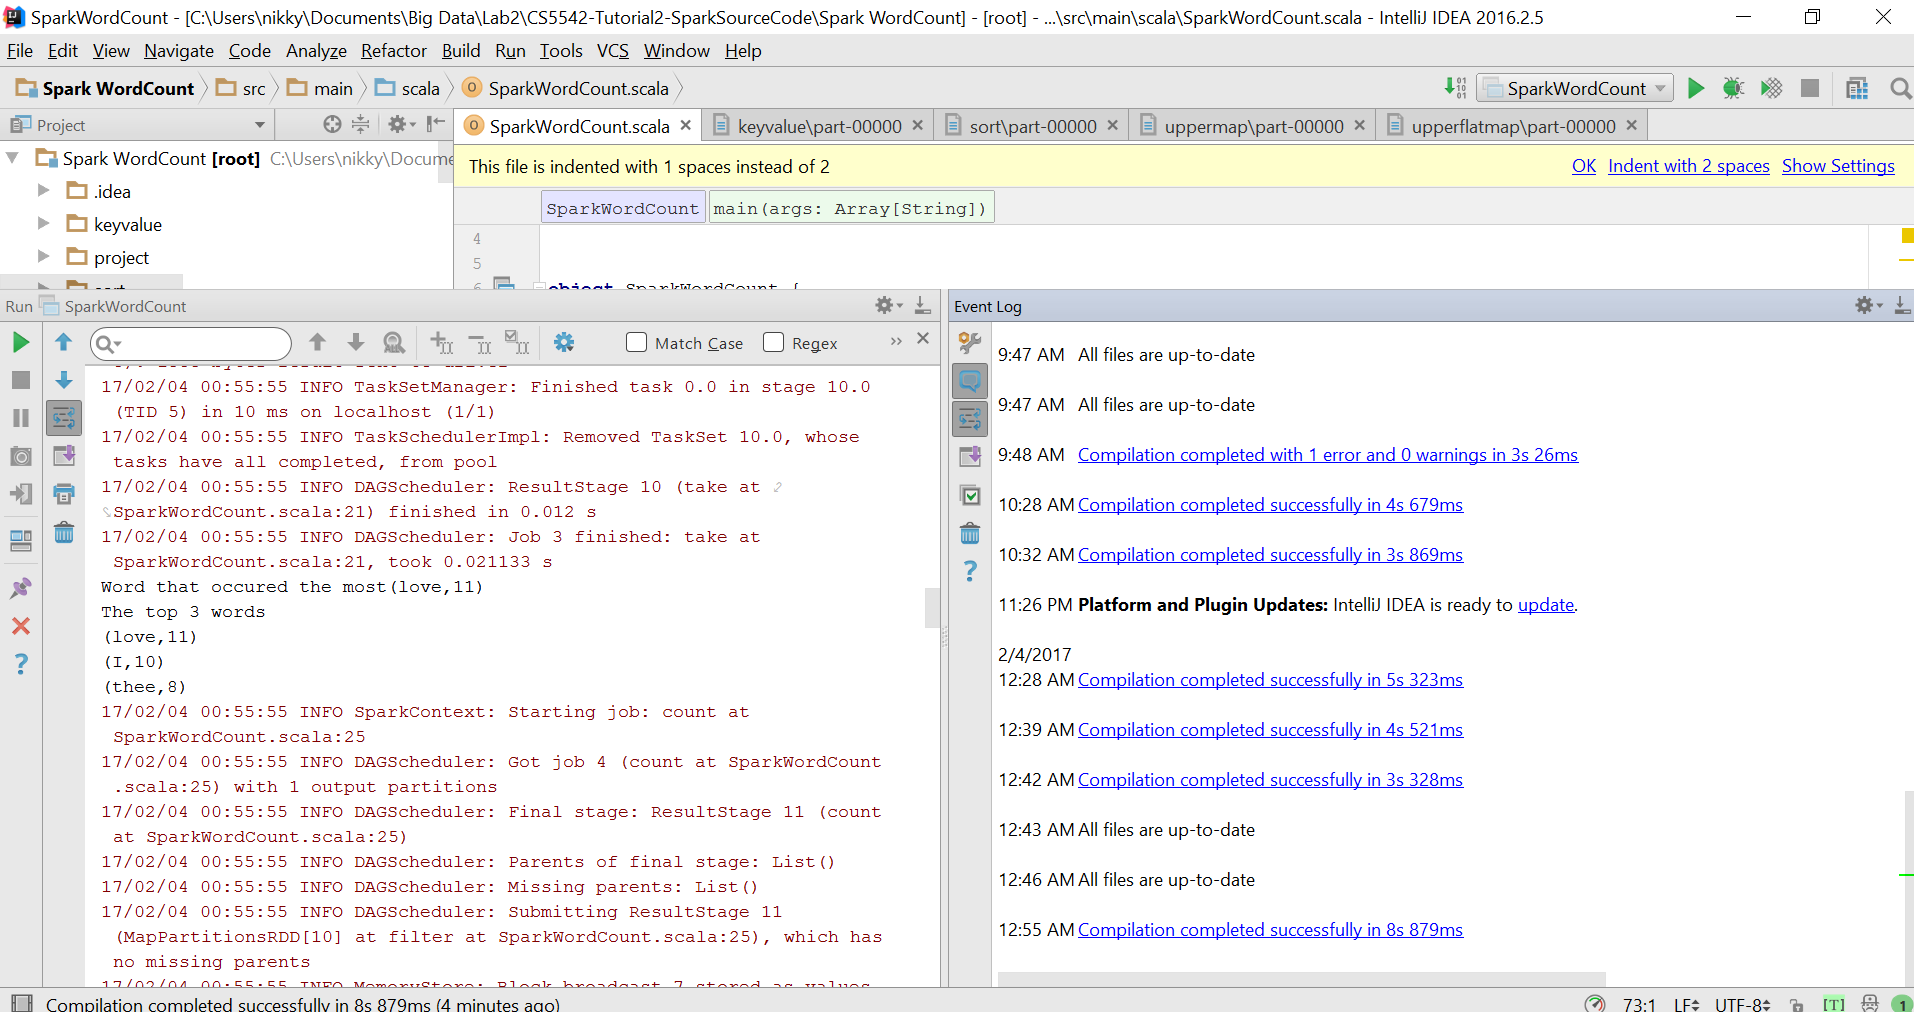 SparkWordCount - [C:\Users\nikky\Documents\Big Data\Lab2\CS5542-Tutorial2-SparkSourceCode\Spark WordCount] - [root] - ...\src\main\scala\SparkWordCount.scala - IntelliJ IDEA 2016.2.5
File Edit View Navigate Code Analyze Refactor Build Run Tools VCS Window Help
Spark WordCount src main scala SparkWordCount.scala SparkWordCount
Project SparkWordCount.scala keyvalue\part-00000 sort\part-00000 uppermap\part-00000 upperflatmap\part-00000
Spark WordCount [root] C:\Users\nikky\Docume
.idea
keyvalue
project
This file is indented with 1 spaces instead of 2 OK Indent with 2 spaces Show Settings
SparkWordCount main(args: Array[String])
4
5
6 object SparkWordCount {
Run SparkWordCount
Match Case Regex
17/02/04 00:55:55 INFO TaskSetManager: Finished task 0.0 in stage 10.0
(TID 5) in 10 ms on localhost (1/1)
17/02/04 00:55:55 INFO TaskSchedulerImpl: Removed TaskSet 10.0, whose
tasks have all completed, from pool
17/02/04 00:55:55 INFO DAGScheduler: ResultStage 10 (take at
SparkWordCount.scala:21) finished in 0.012 s
17/02/04 00:55:55 INFO DAGScheduler: Job 3 finished: take at
SparkWordCount.scala:21, took 0.021133 s
Word that occured the most(love,11)
The top 3 words
(love,11)
(I,10)
(thee,8)
17/02/04 00:55:55 INFO SparkContext: Starting job: count at
SparkWordCount.scala:25
17/02/04 00:55:55 INFO DAGScheduler: Got job 4 (count at SparkWordCount
.scala:25) with 1 output partitions
17/02/04 00:55:55 INFO DAGScheduler: Final stage: ResultStage 11 (count
at SparkWordCount.scala:25)
17/02/04 00:55:55 INFO DAGScheduler: Parents of final stage: List()
17/02/04 00:55:55 INFO DAGScheduler: Missing parents: List()
17/02/04 00:55:55 INFO DAGScheduler: Submitting ResultStage 11
(MapPartitionsRDD[10] at filter at SparkWordCount.scala:25), which has
no missing parents
17/02/04 00:55:55 INFO MemoryStore: Block broadcast_7 stored as values
Event Log
9:47 AM All files are up-to-date
9:47 AM All files are up-to-date
9:48 AM Compilation completed with 1 error and 0 warnings in 3s 26ms
10:28 AM Compilation completed successfully in 4s 679ms
10:32 AM Compilation completed successfully in 3s 869ms
11:26 PM Platform and Plugin Updates: IntelliJ IDEA is ready to update.
2/4/2017
12:28 AM Compilation completed successfully in 5s 323ms
12:39 AM Compilation completed successfully in 4s 521ms
12:42 AM Compilation completed successfully in 3s 328ms
12:43 AM All files are up-to-date
12:46 AM All files are up-to-date
12:55 AM Compilation completed successfully in 8s 879ms
Compilation completed successfully in 8s 879ms (4 minutes ago) 73:1 LF UTF-8 [T] 1